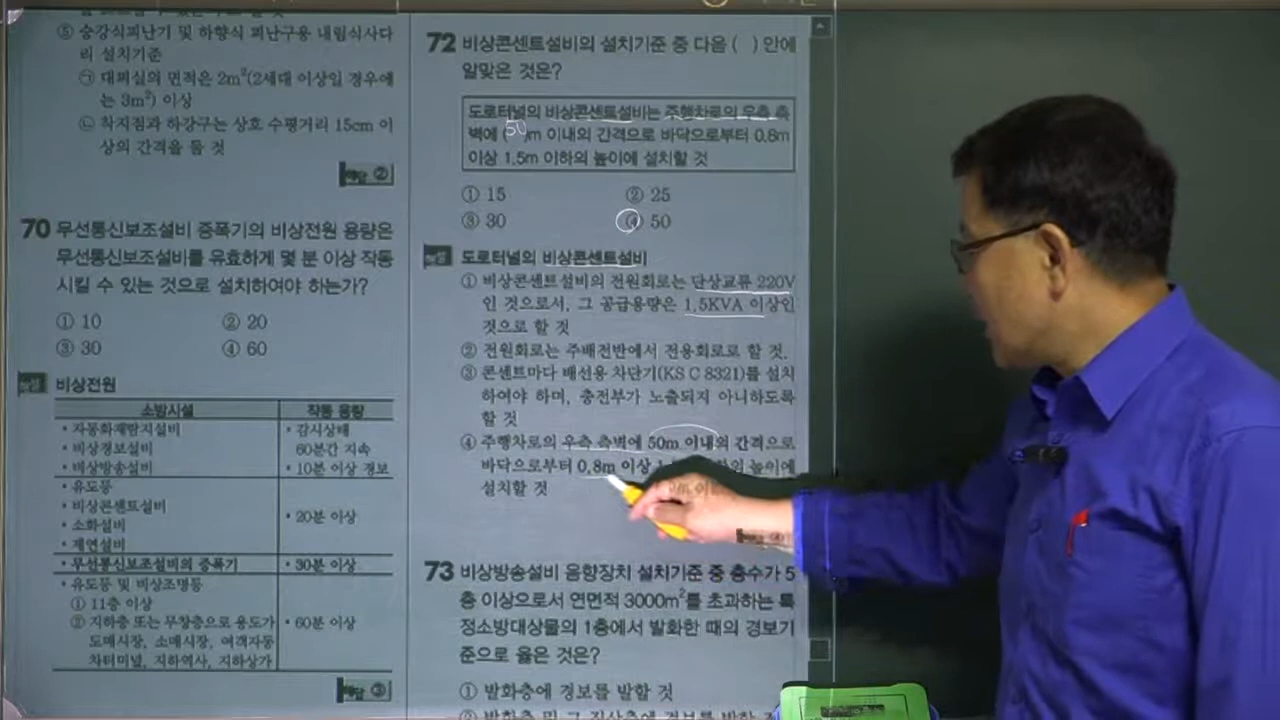 ⑤ 승강식피난기 및 하향식 피난구용 내림식사다
리 설치기준
㉠ 대피실의 면적은 2m²(2세대 이상일 경우에
는 3m²) 이상
㉡ 착지점과 하강구는 상호 수평거리 15cm 이
상의 간격을 둘 것
해답 ②
70 무선통신보조설비 증폭기의 비상전원 용량은
무선통신보조설비를 유효하게 몇 분 이상 작동
시킬 수 있는 것으로 설치하여야 하는가?
① 10 ② 20
③ 30 ④ 60
해설 비상전원
소방시설 작동 용량
• 자동화재탐지설비 • 감시상태
• 비상경보설비 60분간 지속
• 비상방송설비 • 10분 이상 경보
• 유도등
• 비상콘센트설비
• 소화설비 • 20분 이상
• 제연설비
• 무선통신보조설비의 증폭기 • 30분 이상
• 유도등 및 비상조명등
① 11층 이상
② 지하층 또는 무창층으로 용도가 • 60분 이상
도매시장, 소매시장, 여객자동
차터미널, 지하역사, 지하상가
해답 ③
72 비상콘센트설비의 설치기준 중 다음 ( ) 안에
알맞은 것은?
도로터널의 비상콘센트설비는 주행차로의 우측 측
벽에 (50)m 이내의 간격으로 바닥으로부터 0.8m
이상 1.5m 이하의 높이에 설치할 것
① 15 ② 25
③ 30 ④ 50
해설 도로터널의 비상콘센트설비
① 비상콘센트설비의 전원회로는 단상교류 220V
인 것으로서, 그 공급용량은 1.5KVA 이상인
것으로 할 것
② 전원회로는 주배전반에서 전용회로로 할 것.
③ 콘센트마다 배선용 차단기(KS C 8321)를 설치
하여야 하며, 충전부가 노출되지 아니하도록
할 것
④ 주행차로의 우측 측벽에 50m 이내의 간격으로
바닥으로부터 0.8m 이상 높이에
설치할 것
73 비상방송설비 음향장치 설치기준 중 층수가 5
층 이상으로서 연면적 3000m²를 초과하는 특
정소방대상물의 1층에서 발화한 때의 경보기
준으로 옳은 것은?
① 발화층에 경보를 발할 것